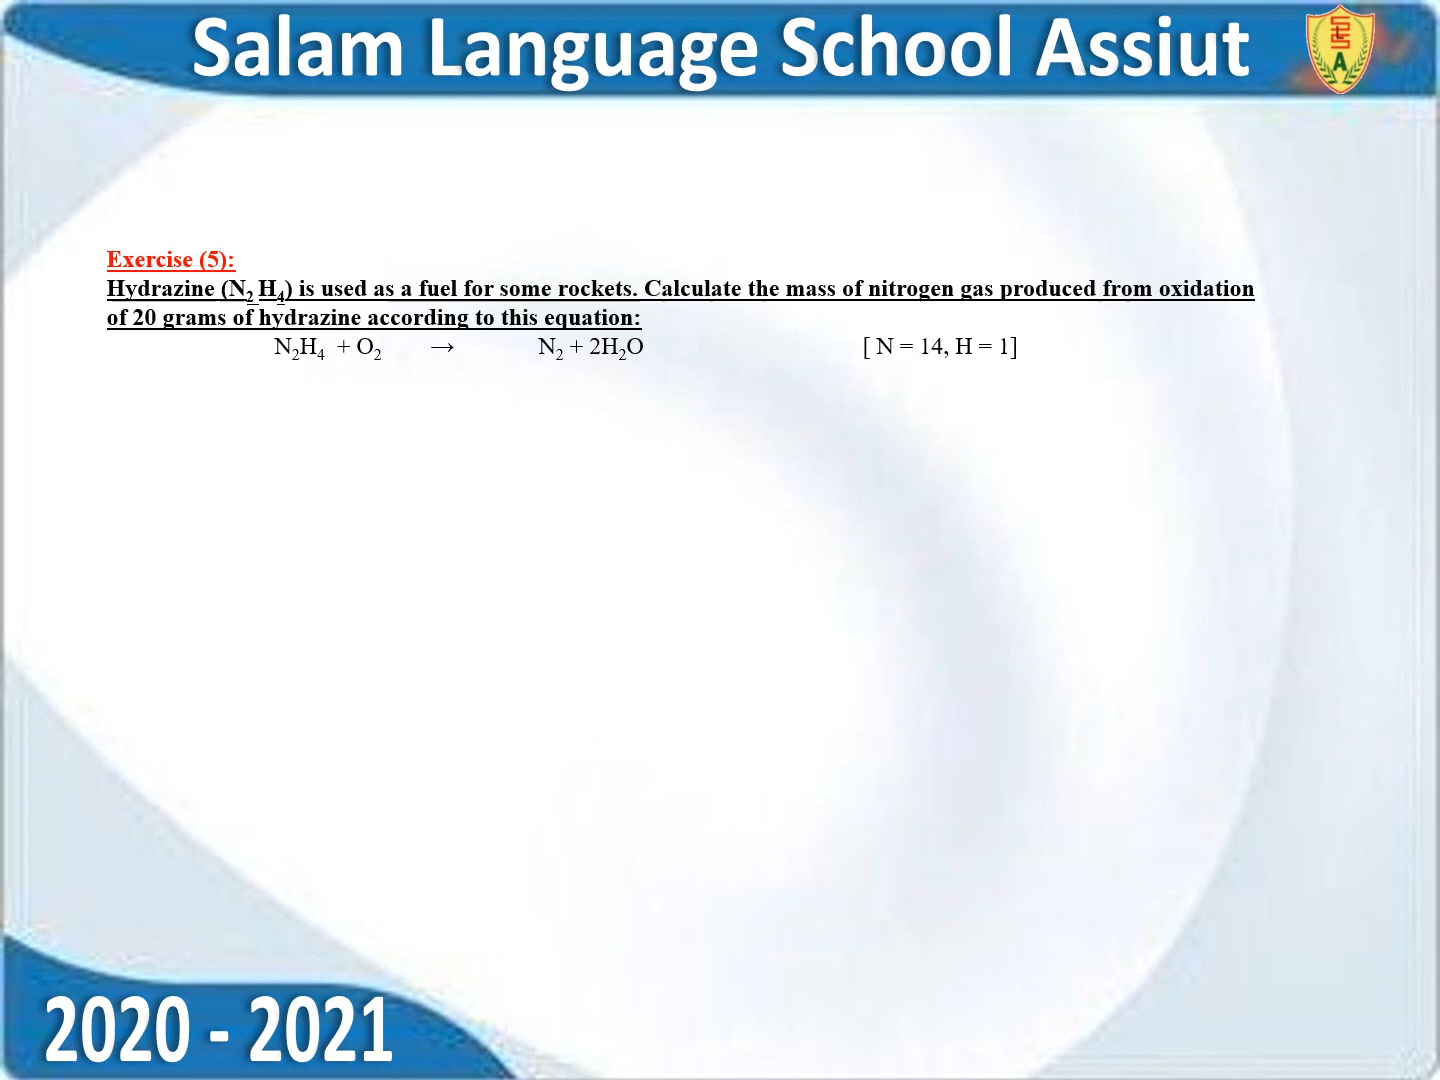 Salam Language School Assiut
Exercise (5):
Hydrazine (N₂ H₄) is used as a fuel for some rockets. Calculate the mass of nitrogen gas produced from oxidation
of 20 grams of hydrazine according to this equation:
N₂H₄ + O₂ → N₂ + 2H₂O [ N = 14, H = 1]
2020 - 2021